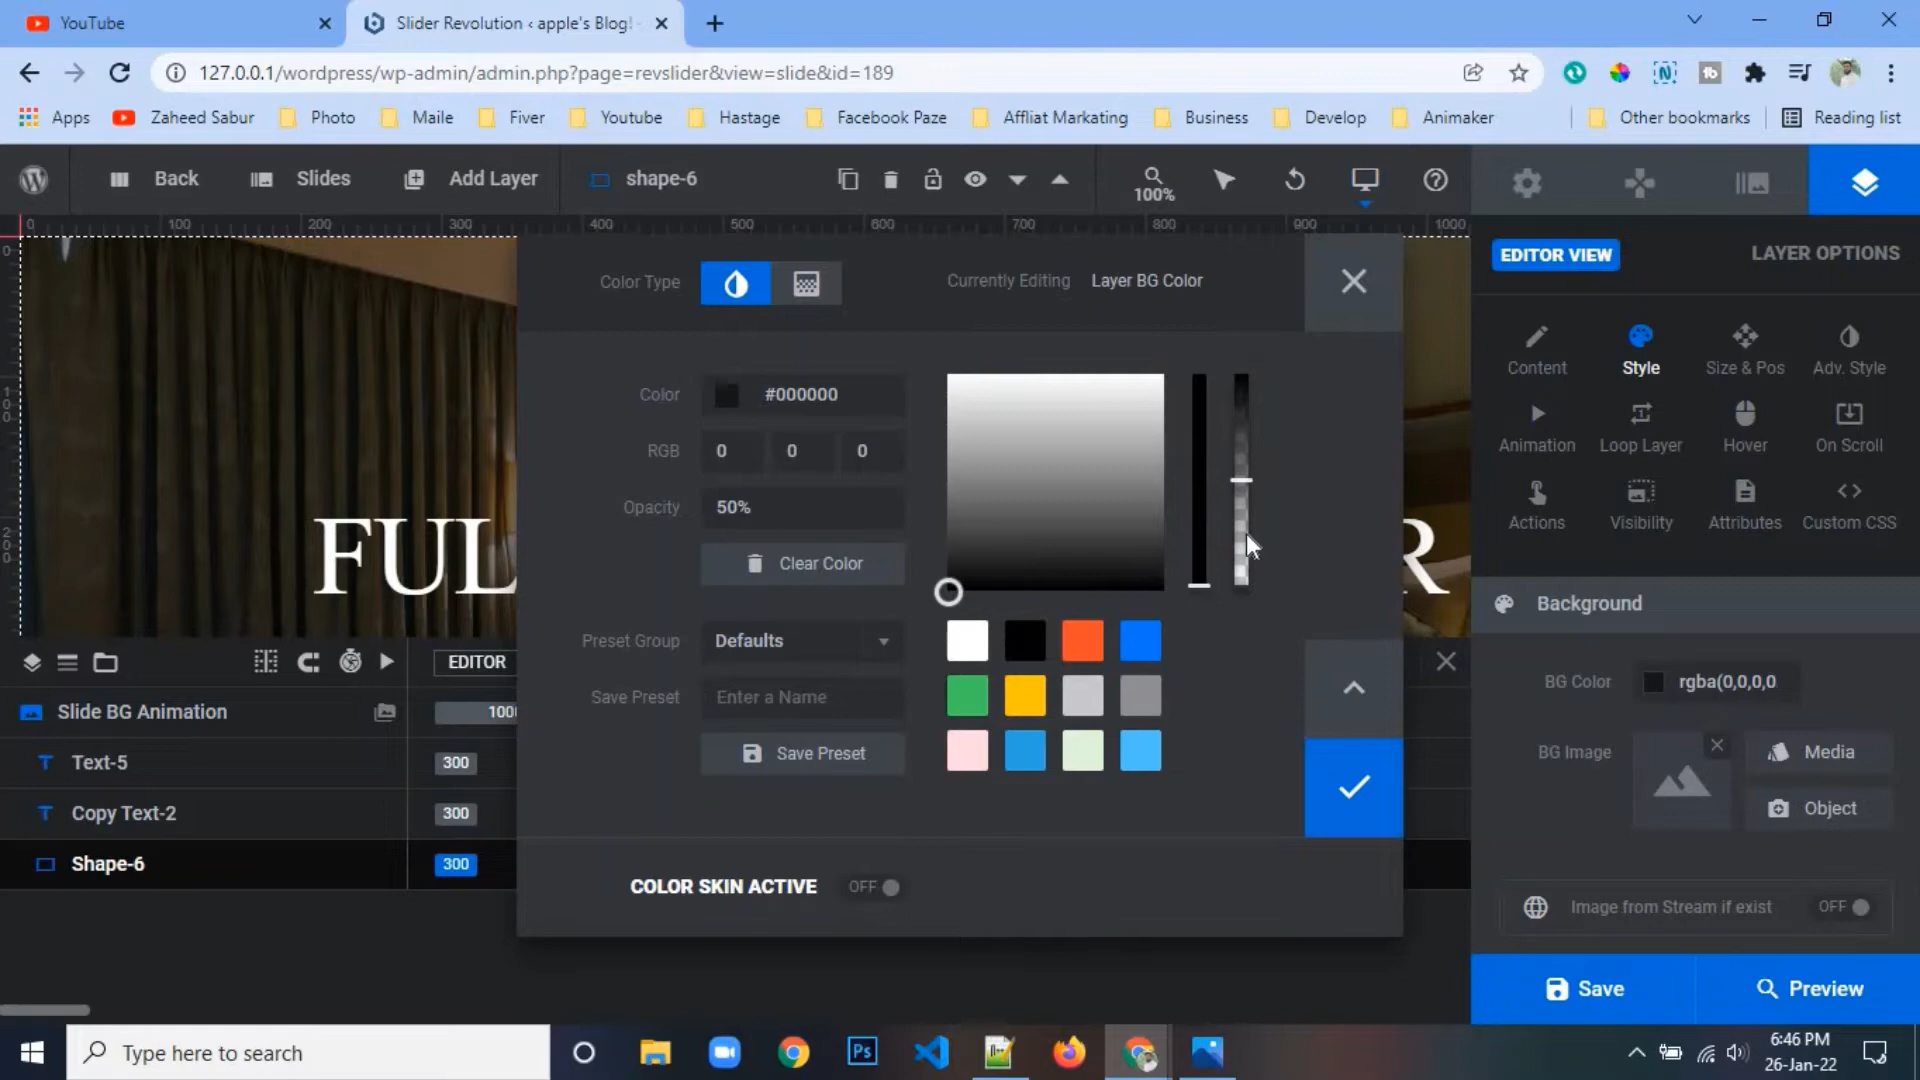 YouTube
Slider Revolution ‹ apple's Blog! -
127.0.0.1/wordpress/wp-admin/admin.php?page=revslider&view=slide&id=189
Apps Zaheed Sabur Photo Maile Fiver Youtube Hastage Facebook Paze Affliat Marketing Business Develop Animaker Other bookmarks Reading list
Back Slides Add Layer shape-6 100%
0 100 200 300 400 500 600 700 800 900 1000
0
100
200
FUL
R
Color Type Currently Editing Layer BG Color
Color #000000
RGB 0 0 0
Opacity 50%
Clear Color
Preset Group Defaults
Save Preset Enter a Name
Save Preset
COLOR SKIN ACTIVE OFF
EDITOR VIEW LAYER OPTIONS
Content Style Size & Pos Adv. Style
Animation Loop Layer Hover On Scroll
Actions Visibility Attributes Custom CSS
Background
BG Color rgba(0,0,0,0
BG Image Media
Object
Image from Stream if exist OFF
Save Preview
EDITOR
Slide BG Animation 100
Text-5 300
Copy Text-2 300
Shape-6 300
Type here to search
Ps
6:46 PM
26-Jan-22